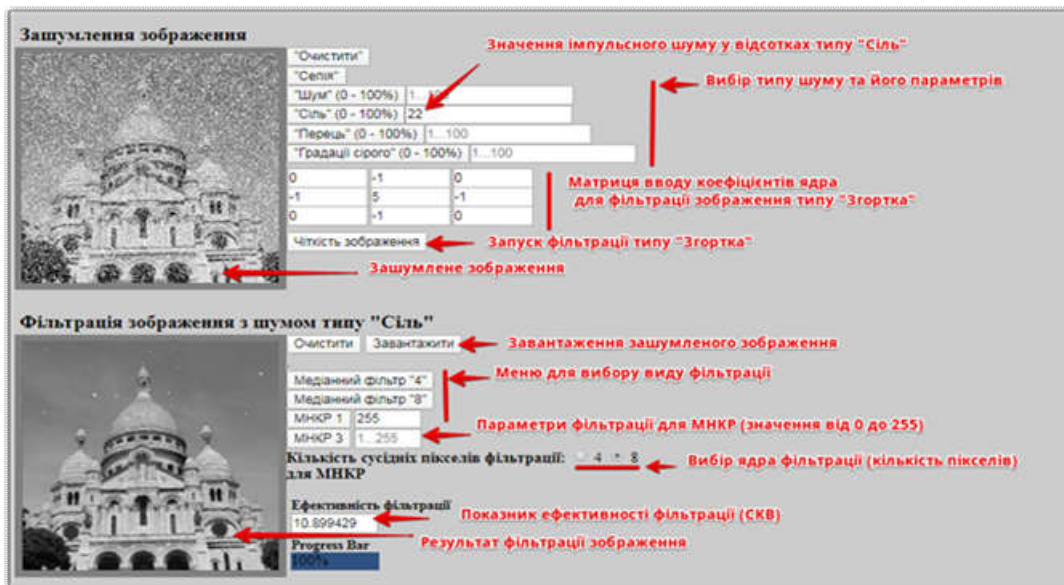 Зашумлення зображення
Значення імпульсного шуму у відсотках типу "Сіль"
"Очистити"
"Сепія"
Вибір типу шуму та його параметрів
"Шум" (0 - 100%)
"Сіль" (0 - 100%) 22
"Перець" (0 - 100%) 1...100
"Градації сірого" (0 - 100%) 1...100
0 -1 0
Матриця вводу коефіцієнтів ядра
-1 5 -1
для фільтрації зображення типу "Згортка"
0 -1 0
Чіткість зображення
Запуск фільтрації типу "Згортка"
Зашумлене зображення
Фільтрація зображення з шумом типу "Сіль"
Очистити Завантажити
Завантаження зашумленого зображення
Меню для вибору виду фільтрації
Медіанний фільтр "4"
Медіанний фільтр "8"
МНКР 1 255
Параметри фільтрації для МНКР (значення від 0 до 255)
МНКР 3 1...255
Кількість сусідніх пікселів фільтрації: 4 8
для МНКР
Вибір ядра фільтрації (кількість пікселів)
Ефективність фільтрації
10.899429
Показник ефективності фільтрації (СКВ)
Результат фільтрації зображення
Progress Bar
100%